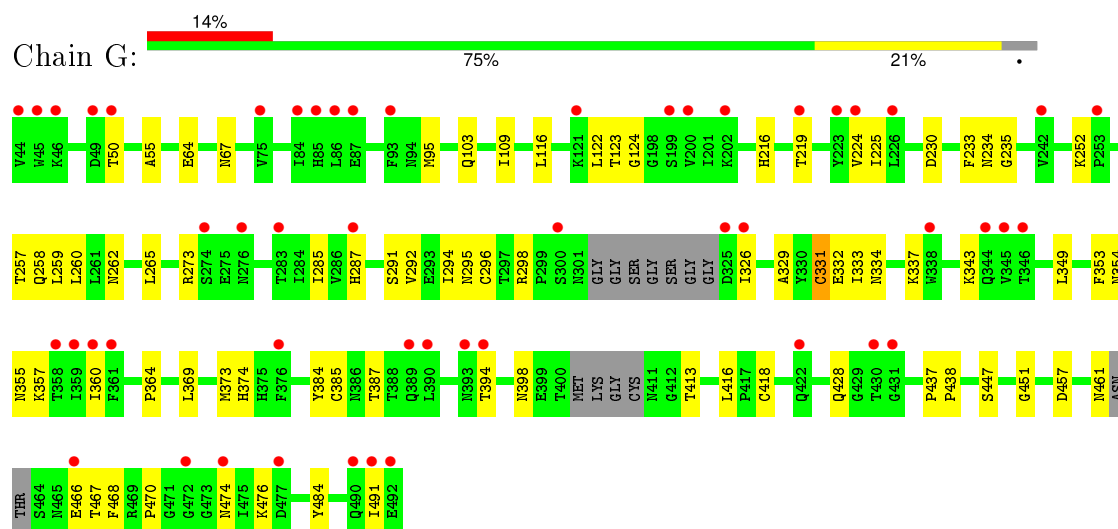 14%
Chain G:
75% 21% •
V44 W45 K46 D49 T50 A55 E64 N67 V75 I84 H85 L86 E87 F93 N94 M95 Q103 I109 L116 K121 L122 T123 G124 G198 S199 V200 I201 K202 H216 T219 Y223 V224 I225 L226 D230 F233 N234 G235 V242 K252 P253
T257 Q258 L259 L260 L261 N262 L265 R273 S274 E275 N276 T283 I284 I285 V286 H287 S291 V292 E293 I294 N295 C296 T297 R298 P299 S300 N301 GLY GLY SER GLY SER GLY GLY D325 I326 A329 Y330 C331 E332 I333 N334 K337 W338 K343 Q344 V345 T346 L349 F353 N354
N355 K357 T358 I359 I360 F361 P364 L369 M373 H374 H375 F376 Y384 C385 N386 T387 T388 Q389 L390 N393 T394 N398 E399 T400 MET LYS GLY CYS N411 G412 T413 L416 P417 C418 Q422 Q428 G429 T430 G431 P437 P438 S447 G451 D457 N461 ASN
THR S464 N465 E466 T467 F468 R469 P470 G471 G472 G473 N474 I475 K476 D477 Y484 Q490 I491 E492